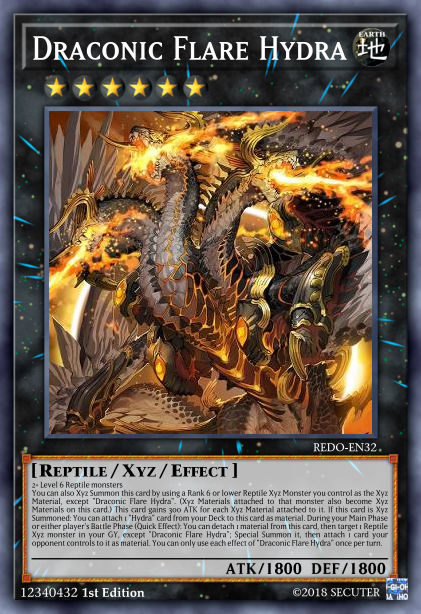 DRACONIC FLARE HYDRA
EARTH
地
REDO-EN32
[REPTILE/XYZ/EFFECT]
2+ Level 6 Reptile monsters
You can also Xyz Summon this card by using a Rank 6 or lower Reptile Xyz Monster you control as the Xyz
Material, except "Draconic Flare Hydra". (Xyz Materials attached to that monster also become Xyz
Materials on this card.) This card gains 300 ATK for each Xyz Material attached to it. If this card is Xyz
Summoned: You can attach 1 "Hydra" card from your Deck to this card as material. During your Main Phase
or either player's Battle Phase (Quick Effect): You can detach 1 material from this card, then target 1 Reptile
Xyz monster in your GY, except "Draconic Flare Hydra"; Special Summon it, then attach 1 card your
opponent controls to it as material. You can only use each effect of "Draconic Flare Hydra" once per turn.
ATK/1800 DEF/1800
12340432 1st Edition
©2018 SECUTER